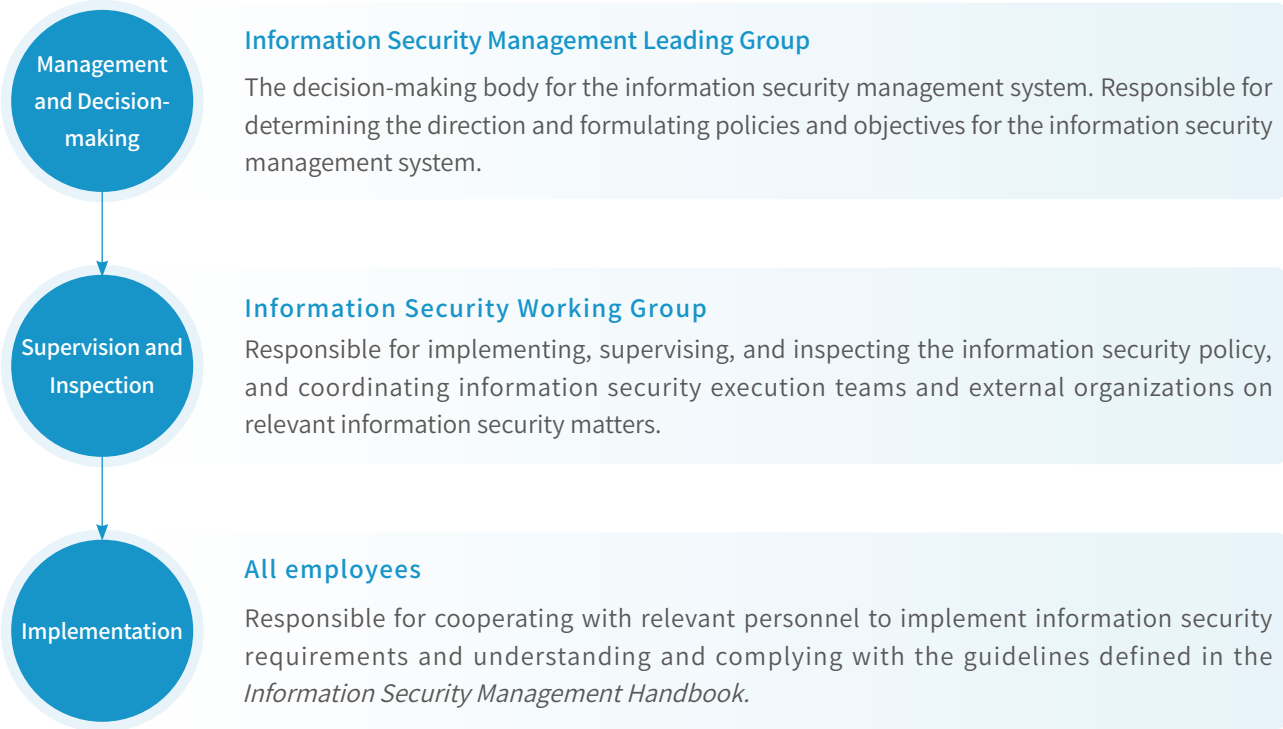 Management
and Decision-
making
Information Security Management Leading Group
The decision-making body for the information security management system. Responsible for
determining the direction and formulating policies and objectives for the information security
management system.
Supervision and
Inspection
Information Security Working Group
Responsible for implementing, supervising, and inspecting the information security policy,
and coordinating information security execution teams and external organizations on
relevant information security matters.
Implementation
All employees
Responsible for cooperating with relevant personnel to implement information security
requirements and understanding and complying with the guidelines defined in the
Information Security Management Handbook.